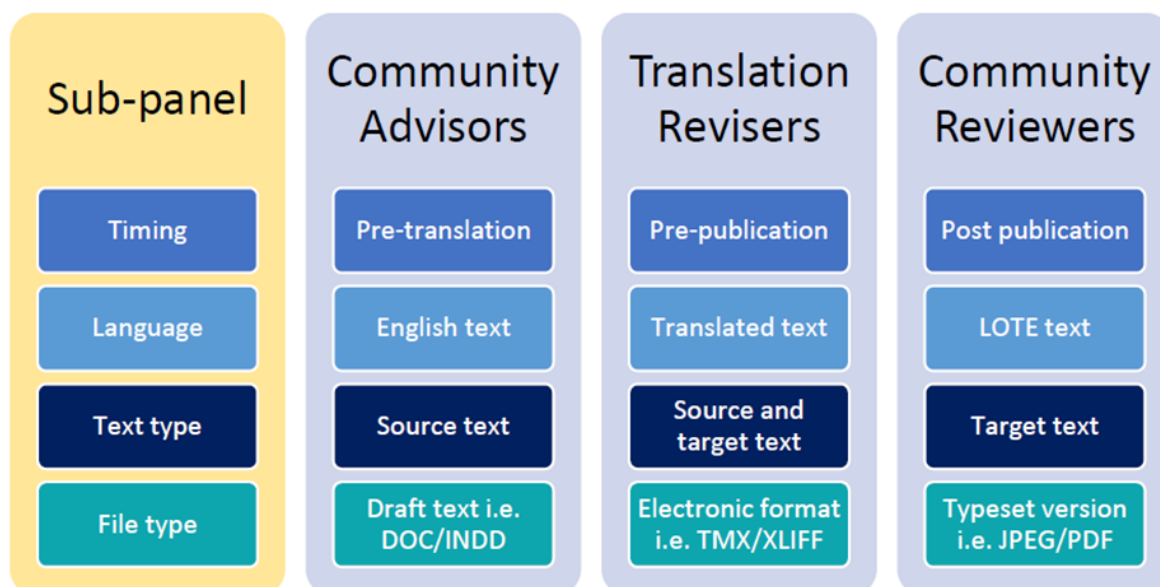 Sub-panel
Community
Advisors
Translation
Revisers
Community
Reviewers
Timing
Pre-translation
Pre-publication
Post publication
Language
English text
Translated text
LOTE text
Text type
Source text
Source and
target text
Target text
File type
Draft text i.e.
DOC/INDD
Electronic format
i.e. TMX/XLIFF
Typeset version
i.e. JPEG/PDF